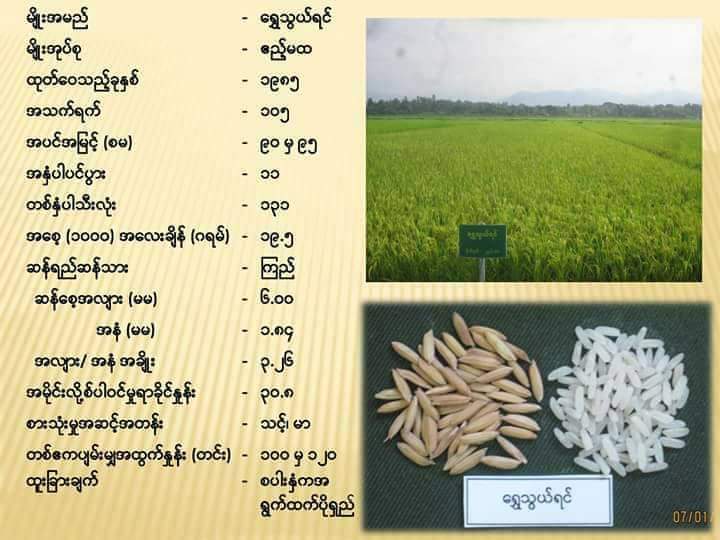 မျိုးအမည် - ရွှေသွယ်ရင်
မျိုးအုပ်စု - ဧည့်မထ
ထုတ်ဝေသည့်ခုနှစ် - ၁၉၈၅
အသက်ရက် - ၁၀၅
အပင်အမြင့် (စမ) - ၉၀ မှ ၉၅
အနှံပါပင်ပွား - ၁၁
တစ်နှံပါသီးလုံး - ၁၃၁
အစေ့ (၁၀၀၀) အလေးချိန် (ဂရမ်) - ၁၉.၅
ဆန်ရည်ဆန်သား - ကြည်
ဆန်စေ့အလျား (မမ) - ၆.၀၀
အနံ (မမ) - ၁.၈၄
အလျား/ အနံ အချိုး - ၃.၂၆
အမိုင်းလို့စ်ပါဝင်မှုရာခိုင်နှုန်း - ၃၀.၈
စားသုံးမှုအဆင့်အတန်း - သင့်၊ မာ
တစ်ဧကပျမ်းမျှအထွက်နှုန်း (တင်း) - ၁၀၀ မှ ၁၂၀
ထူးခြားချက် - စပါးနှံကအ
ရွက်ထက်ပိုရှည်
ရွှေသွယ်ရင်
ရွှေသွယ်ရင်
07/01/